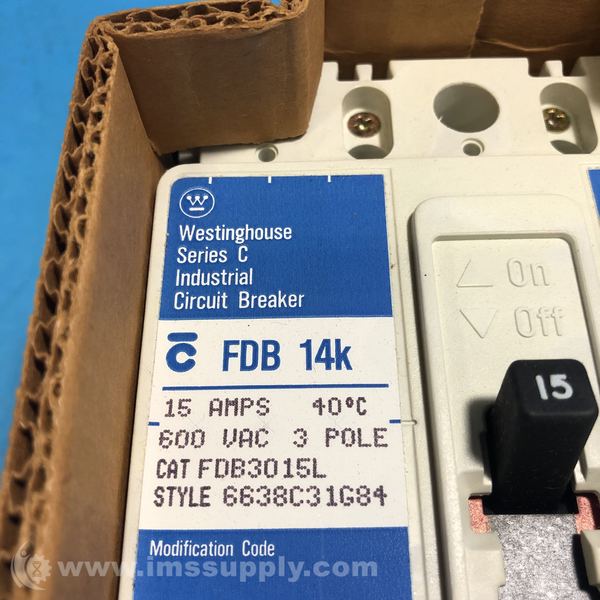 W
Westinghouse
Series C
Industrial
Circuit Breaker
C FDB 14k
15 AMPS 40°C
600 VAC 3 POLE
CAT FDB3015L
STYLE 6638C31G84
Modification Code
On
Off
15
www.imssupply.com